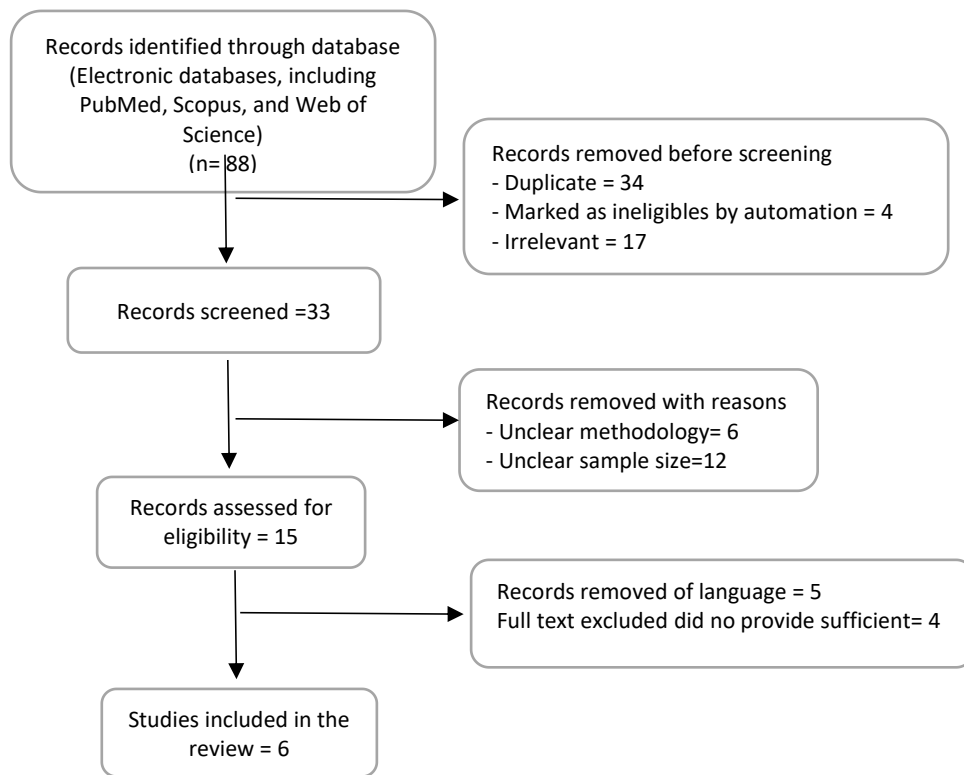 Records identified through database
(Electronic databases, including
PubMed, Scopus, and Web of
Science)
(n= 88)
Records removed before screening
- Duplicate = 34
- Marked as ineligibles by automation = 4
- Irrelevant = 17
Records screened =33
Records removed with reasons
- Unclear methodology= 6
- Unclear sample size=12
Records assessed for
eligibility = 15
Records removed of language = 5
Full text excluded did no provide sufficient= 4
Studies included in the
review = 6